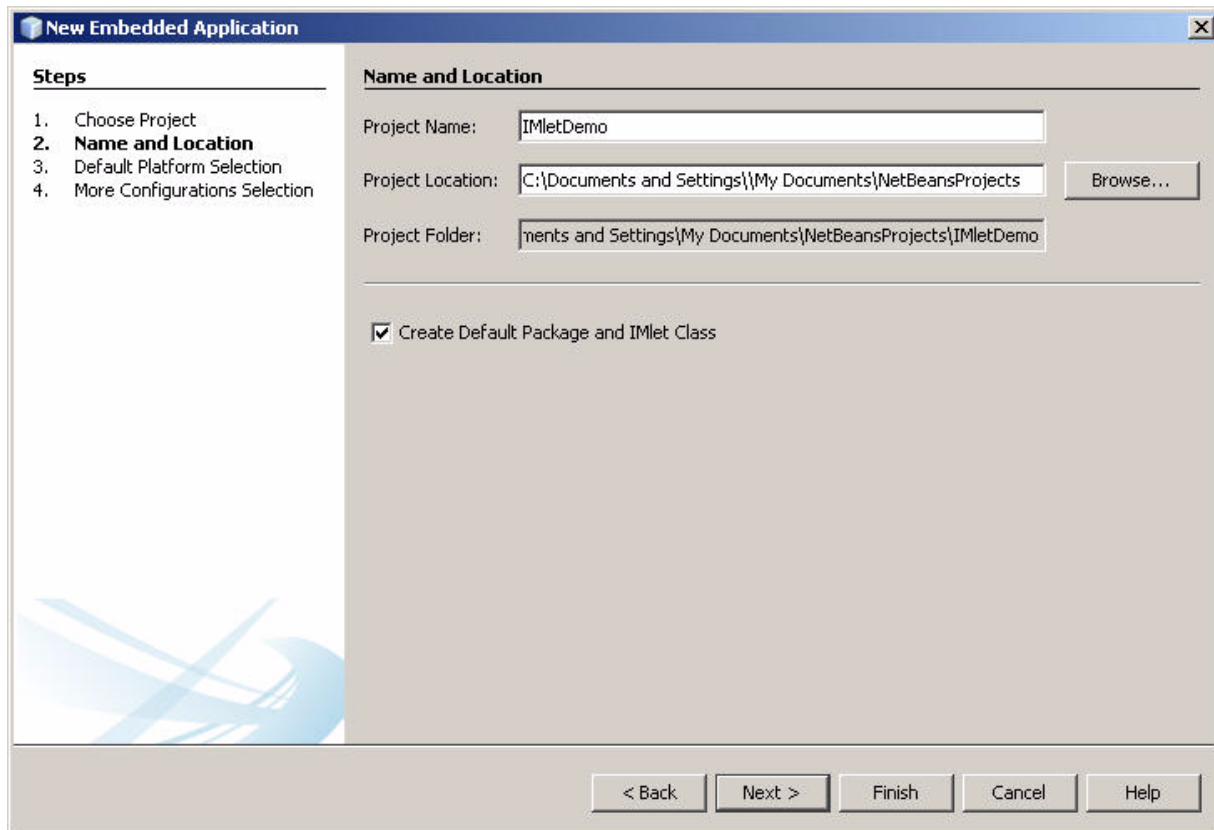 New Embedded Application
Steps
1. Choose Project
2. Name and Location
3. Default Platform Selection
4. More Configurations Selection
Name and Location
Project Name: IMletDemo
Project Location: C:\Documents and Settings\\My Documents\NetBeansProjects Browse...
Project Folder: ments and Settings\My Documents\NetBeansProjects\IMletDemo
Create Default Package and IMlet Class
< Back Next > Finish Cancel Help